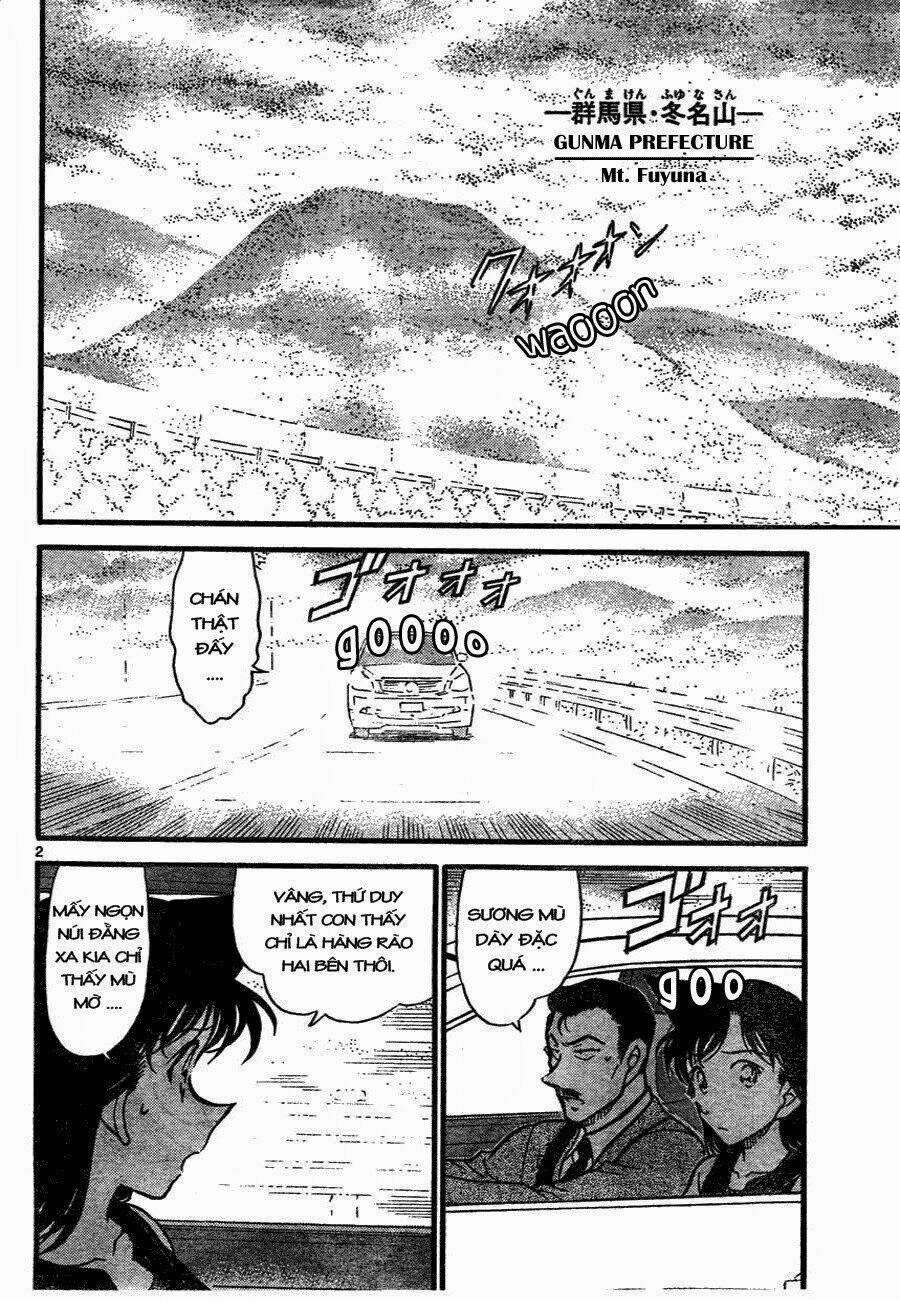 ぐんまけん ふゆなさん
—群馬県・冬名山—
GUNMA PREFECTURE
Mt. Fuyuna
クォォォン
waooon
ゴォォォォ
goooo
CHÁN
THẬT
ĐẤY
....
2
SƯƠNG MÙ
DÀY ĐẶC
QUÁ ...
ゴォォ
goo
VÂNG, THỨ DUY
NHẤT CON THẤY
CHỈ LÀ HÀNG RÀO
HAI BÊN THÔI.
MẤY NGỌN
NÚI ĐẰNG
XA KIA CHỈ
THẤY MÙ
MỜ ....